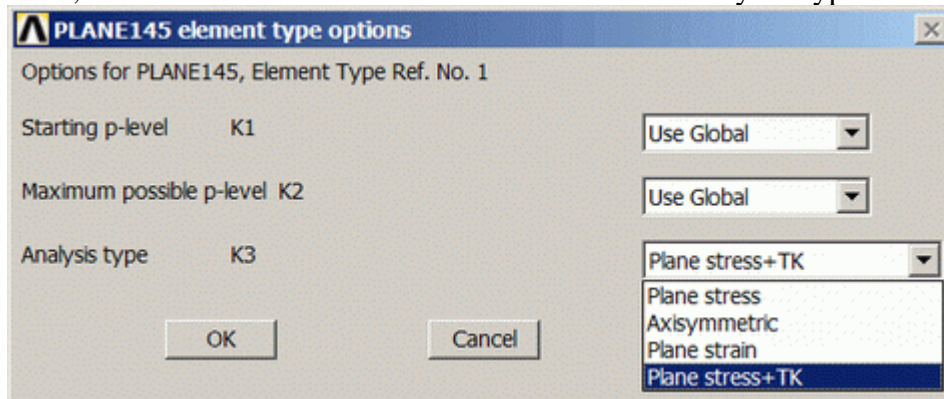 PLANE145 element type options
Options for PLANE145, Element Type Ref. No. 1
Starting p-level K1 Use Global
Maximum possible p-level K2 Use Global
Analysis type K3 Plane stress+TK
Plane stress
Axisymmetric
Plane strain
Plane stress+TK
OK Cancel